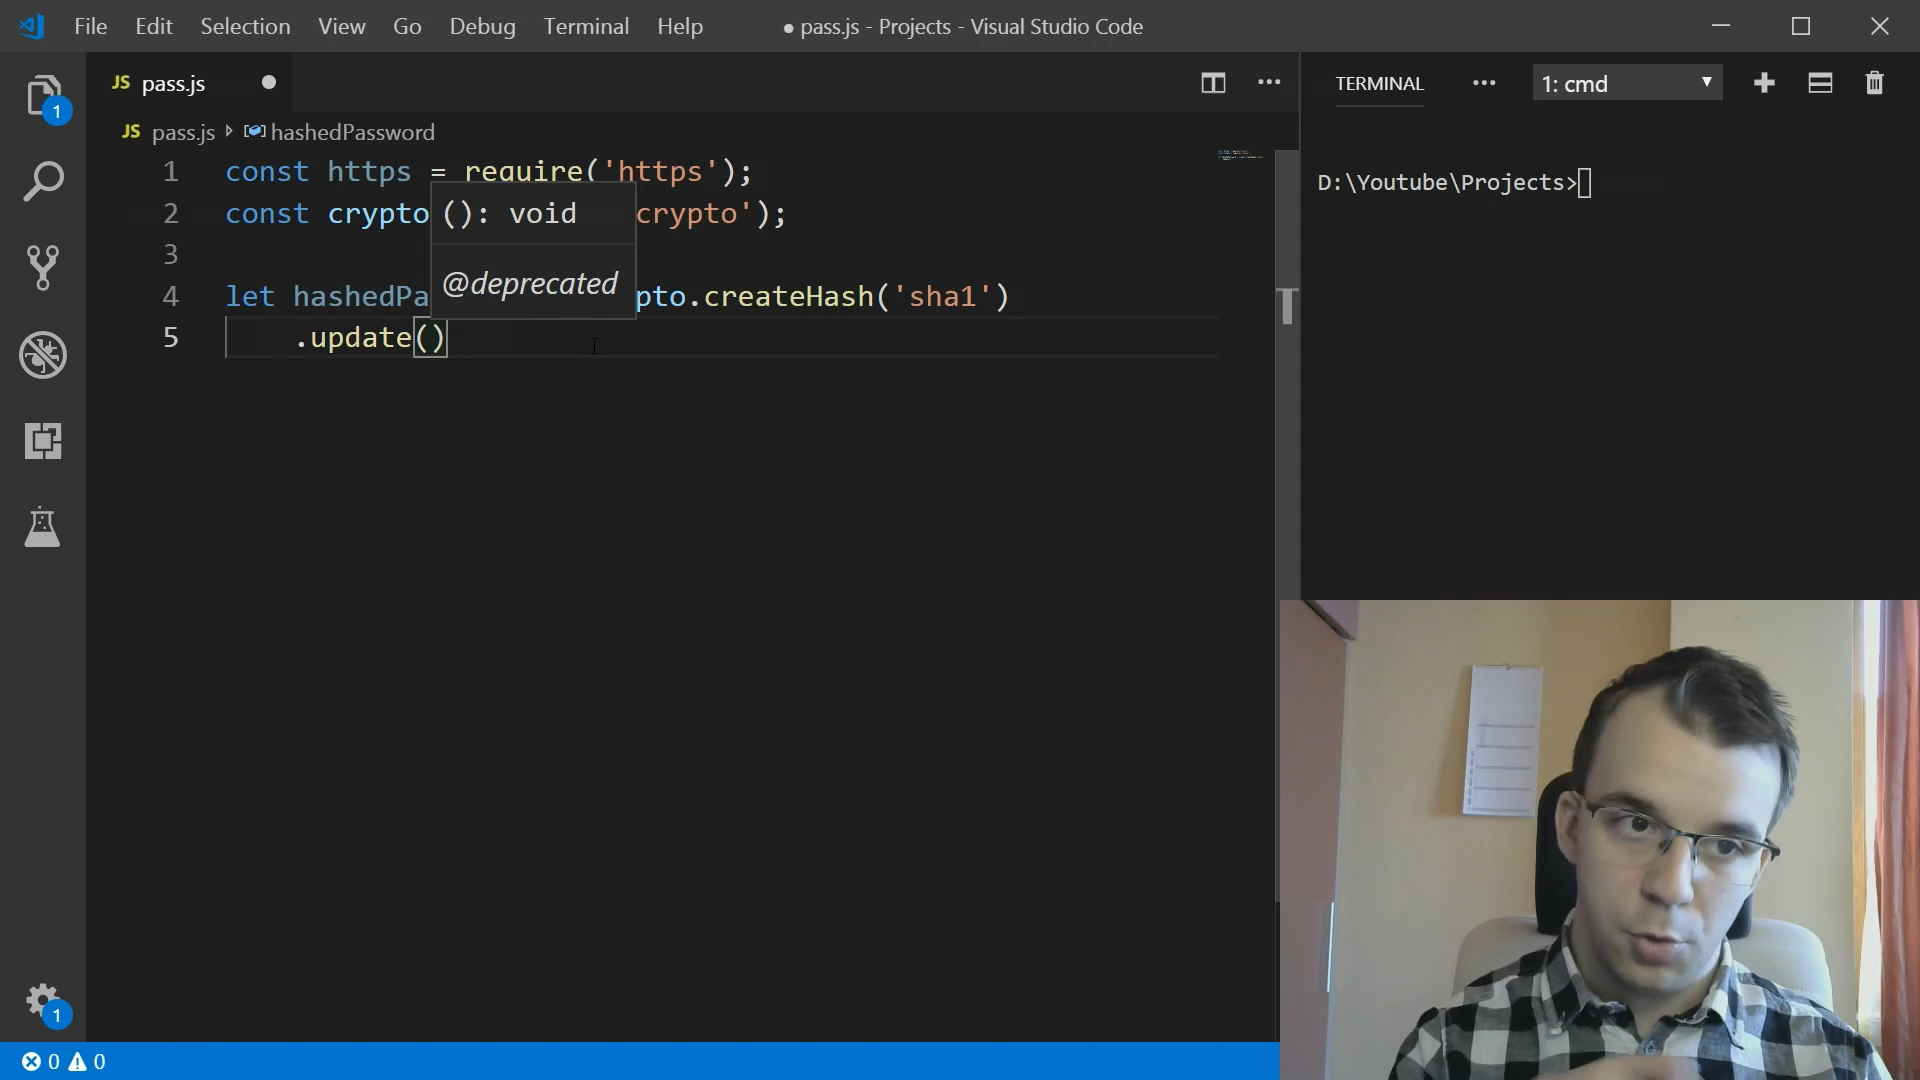 File Edit Selection View Go Debug Terminal Help
● pass.js - Projects - Visual Studio Code
JS pass.js
1
JS pass.js hashedPassword
1 const https = require('https');
2 const crypto crypto');
(): void
3
@deprecated
4 let hashedPa pto.createHash('sha1')
5 .update()
TERMINAL
1: cmd
D:\Youtube\Projects>
1
0 0